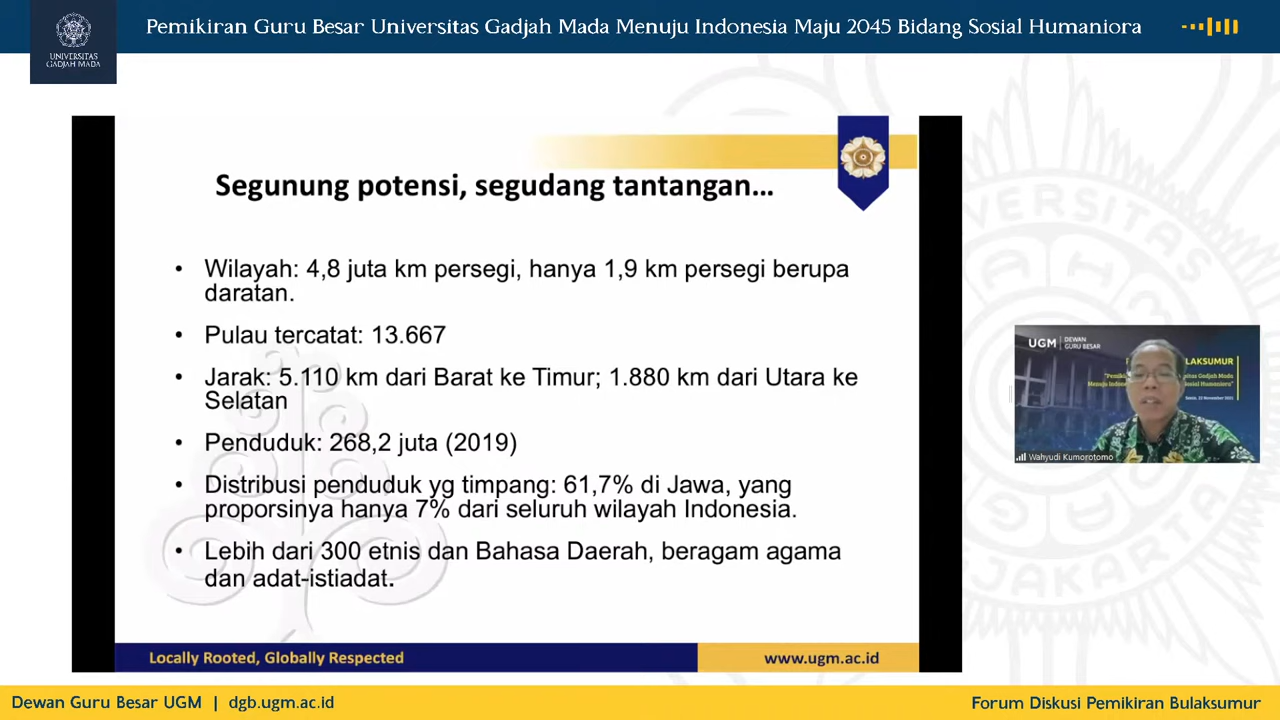 Pemikiran Guru Besar Universitas Gadjah Mada Menuju Indonesia Maju 2045 Bidang Sosial Humaniora
UNIVERSITAS
GADJAH MADA
Segunung potensi, segudang tantangan...
• Wilayah: 4,8 juta km persegi, hanya 1,9 km persegi berupa
daratan.
• Pulau tercatat: 13.667
• Jarak: 5.110 km dari Barat ke Timur; 1.880 km dari Utara ke
Selatan
• Penduduk: 268,2 juta (2019)
• Distribusi penduduk yg timpang: 61,7% di Jawa, yang
proporsinya hanya 7% dari seluruh wilayah Indonesia.
• Lebih dari 300 etnis dan Bahasa Daerah, beragam agama
dan adat-istiadat.
Locally Rooted, Globally Respected
www.ugm.ac.id
UGM
DEWAN
GURU BESAR
LAKSUMUR
Gadjah Mada
Sosial Humaniora"
Wahyudi Kumorotomo
Dewan Guru Besar UGM | dgb.ugm.ac.id
Forum Diskusi Pemikiran Bulaksumur